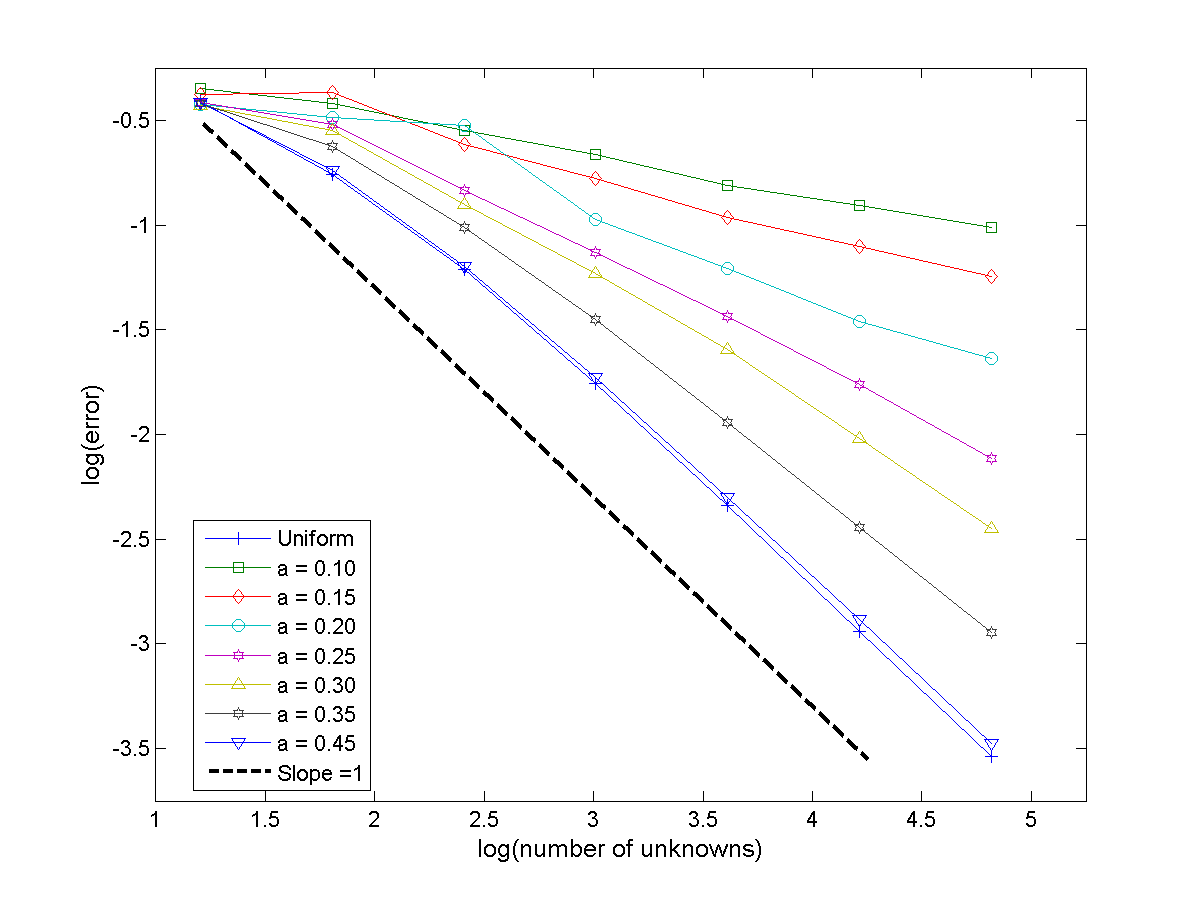 -0.5
-1
-1.5
-2
-2.5
-3
-3.5
log(error)
Uniform
a = 0.10
a = 0.15
a = 0.20
a = 0.25
a = 0.30
a = 0.35
a = 0.45
Slope =1
1 1.5 2 2.5 3 3.5 4 4.5 5
log(number of unknowns)